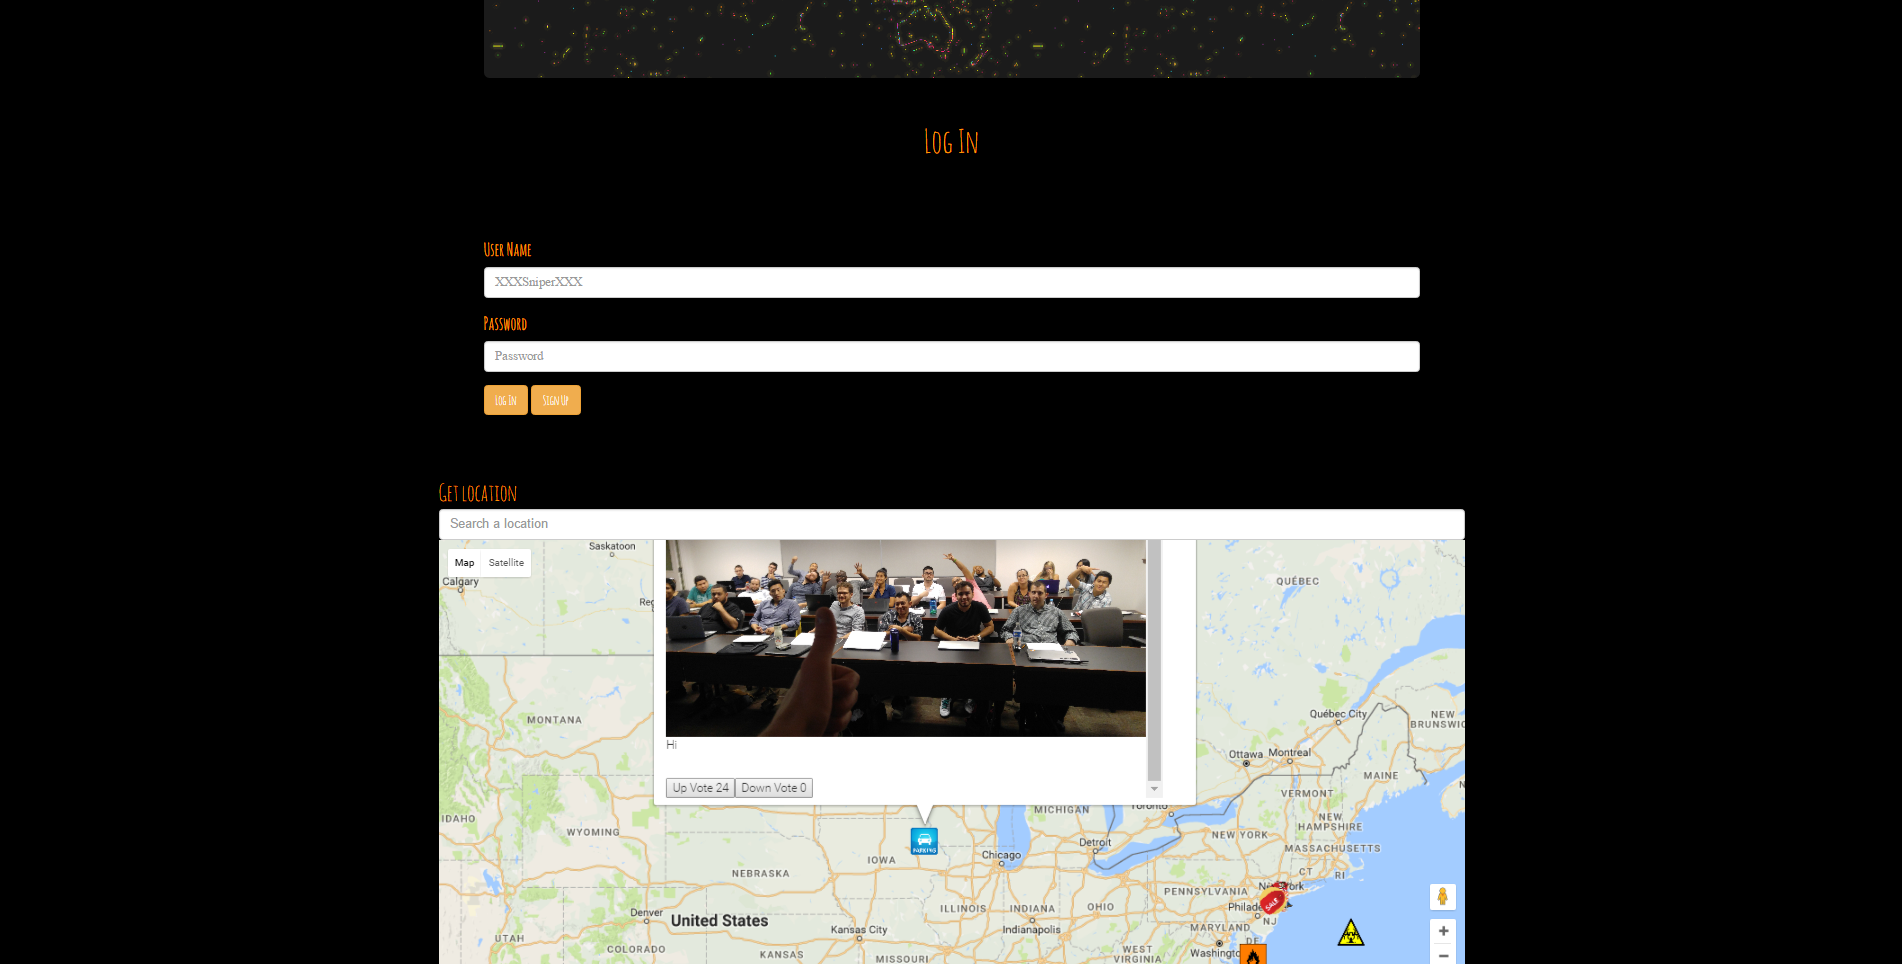 Log In
User Name
XXXSniperXXX
Password
Password
Log In Sign Up
Get location
Search a location
Map Satellite
Saskatoon
Calgary
Reg
QUÉBEC
MONTANA
Québec City
NEW
BRUNSWIC
Hi
Ottawa Montreal
MAINE
Up Vote 24 Down Vote 0
VERMONT
MICHIGAN
Toronto
IDAHO
WYOMING
NEW YORK
NEW
HAMPSHIRE
MASSACHUSETTS
Detroit
PARKING
IOWA
Chicago
NEBRASKA
CT
RI
PENNSYLVANIA
New York
SALE
Philad
NJ
Denver
United States
ILLINOIS
INDIANA
OHIO
Kansas City
Indianapolis
MARYLAND
DE
UTAH
COLORADO
KANSAS
MISSOURI
WEST
VIRGINIA
Washingto